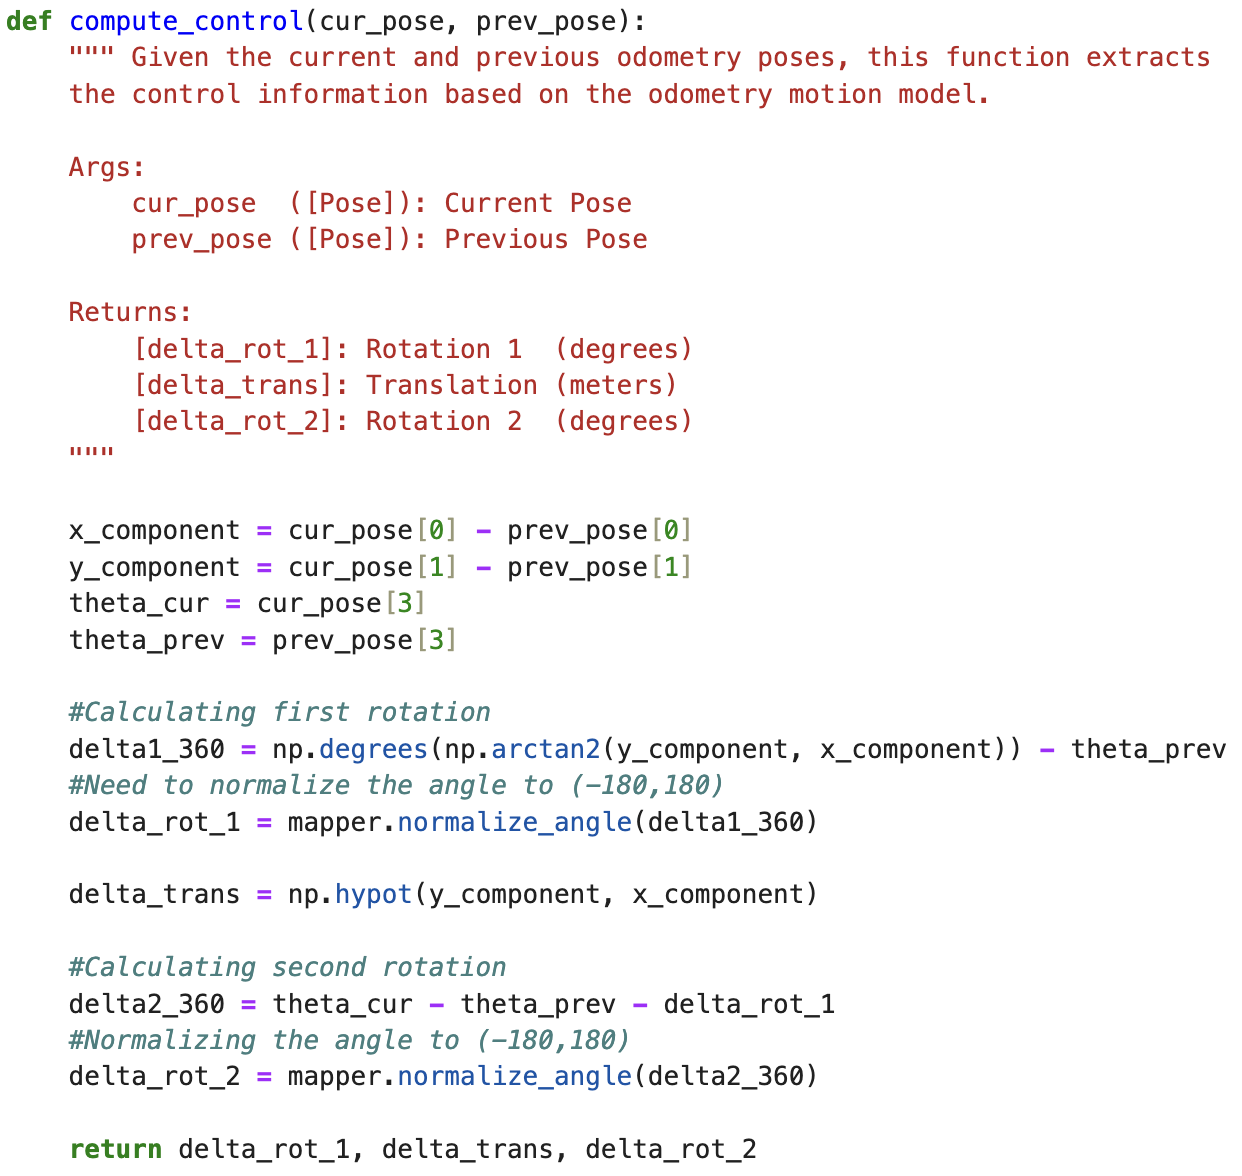 def compute_control(cur_pose, prev_pose):
    """ Given the current and previous odometry poses, this function extracts
    the control information based on the odometry motion model.

    Args:
        cur_pose  ([Pose]): Current Pose
        prev_pose ([Pose]): Previous Pose

    Returns:
        [delta_rot_1]: Rotation 1  (degrees)
        [delta_trans]: Translation (meters)
        [delta_rot_2]: Rotation 2  (degrees)
    """

    x_component = cur_pose[0] - prev_pose[0]
    y_component = cur_pose[1] - prev_pose[1]
    theta_cur = cur_pose[3]
    theta_prev = prev_pose[3]

    #Calculating first rotation
    delta1_360 = np.degrees(np.arctan2(y_component, x_component)) - theta_prev
    #Need to normalize the angle to (-180,180)
    delta_rot_1 = mapper.normalize_angle(delta1_360)

    delta_trans = np.hypot(y_component, x_component)

    #Calculating second rotation
    delta2_360 = theta_cur - theta_prev - delta_rot_1
    #Normalizing the angle to (-180,180)
    delta_rot_2 = mapper.normalize_angle(delta2_360)

    return delta_rot_1, delta_trans, delta_rot_2